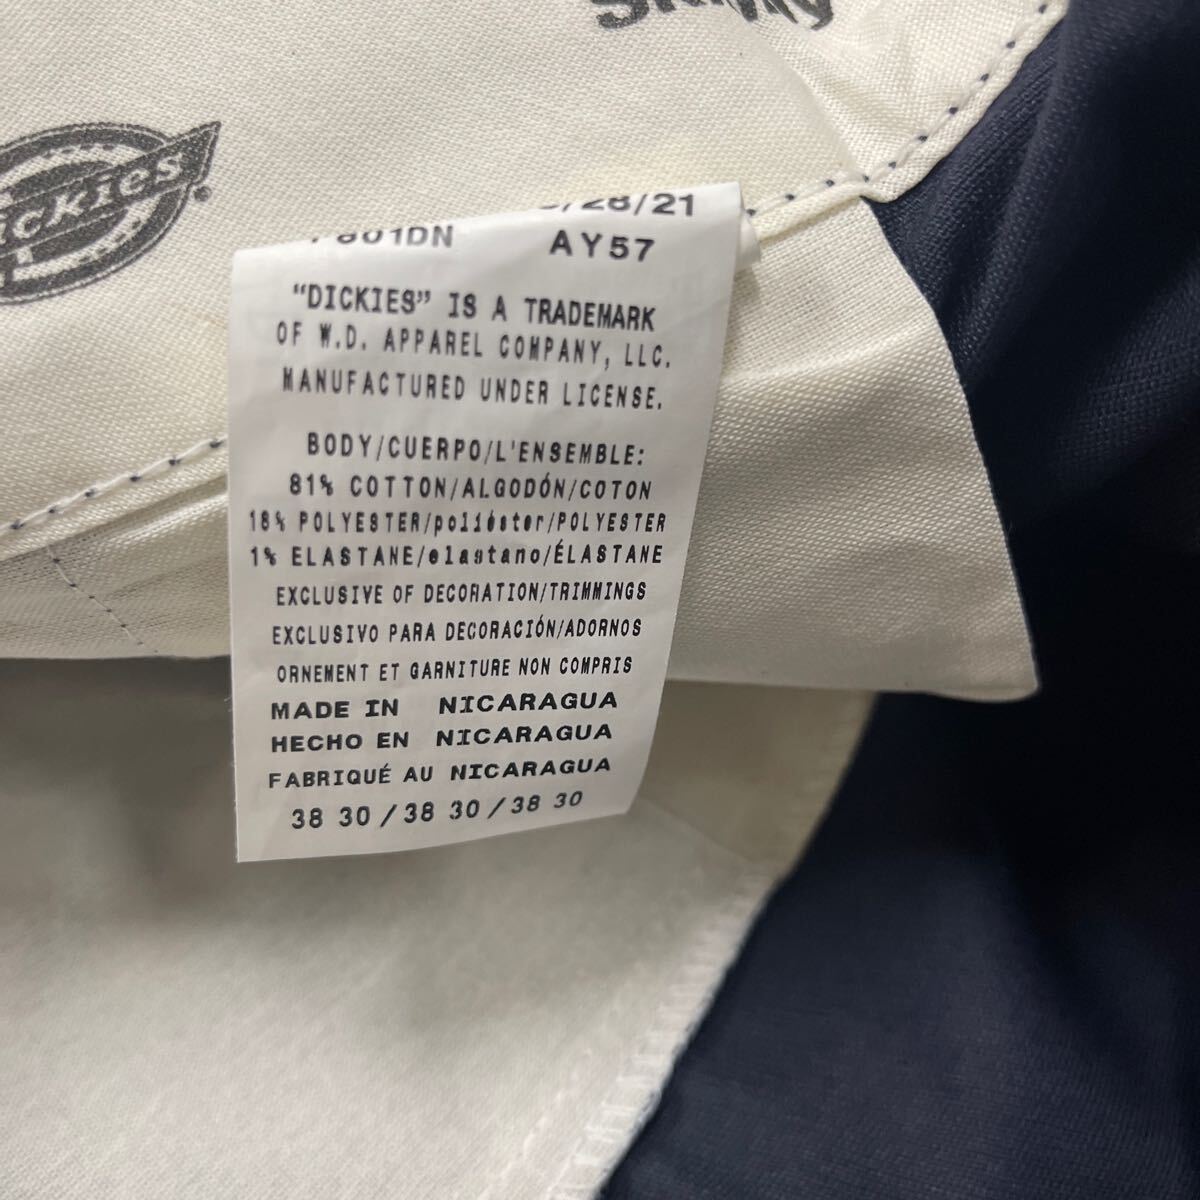 Dickies
/21
801DN AY57
"DICKIES" IS A TRADEMARK
OF W.D. APPAREL COMPANY, LLC.
MANUFACTURED UNDER LICENSE.
BODY/CUERPO/L'ENSEMBLE:
81% COTTON/ALGODÓN/COTON
18% POLYESTER/poliéster/POLYESTER
1% ELASTANE/elastano/ÉLASTANE
EXCLUSIVE OF DECORATION/TRIMMINGS
EXCLUSIVO PARA DECORACIÓN/ADORNOS
ORNEMENT ET GARNITURE NON COMPRIS
MADE IN NICARAGUA
HECHO EN NICARAGUA
FABRIQUÉ AU NICARAGUA
38 30 / 38 30 / 38 30